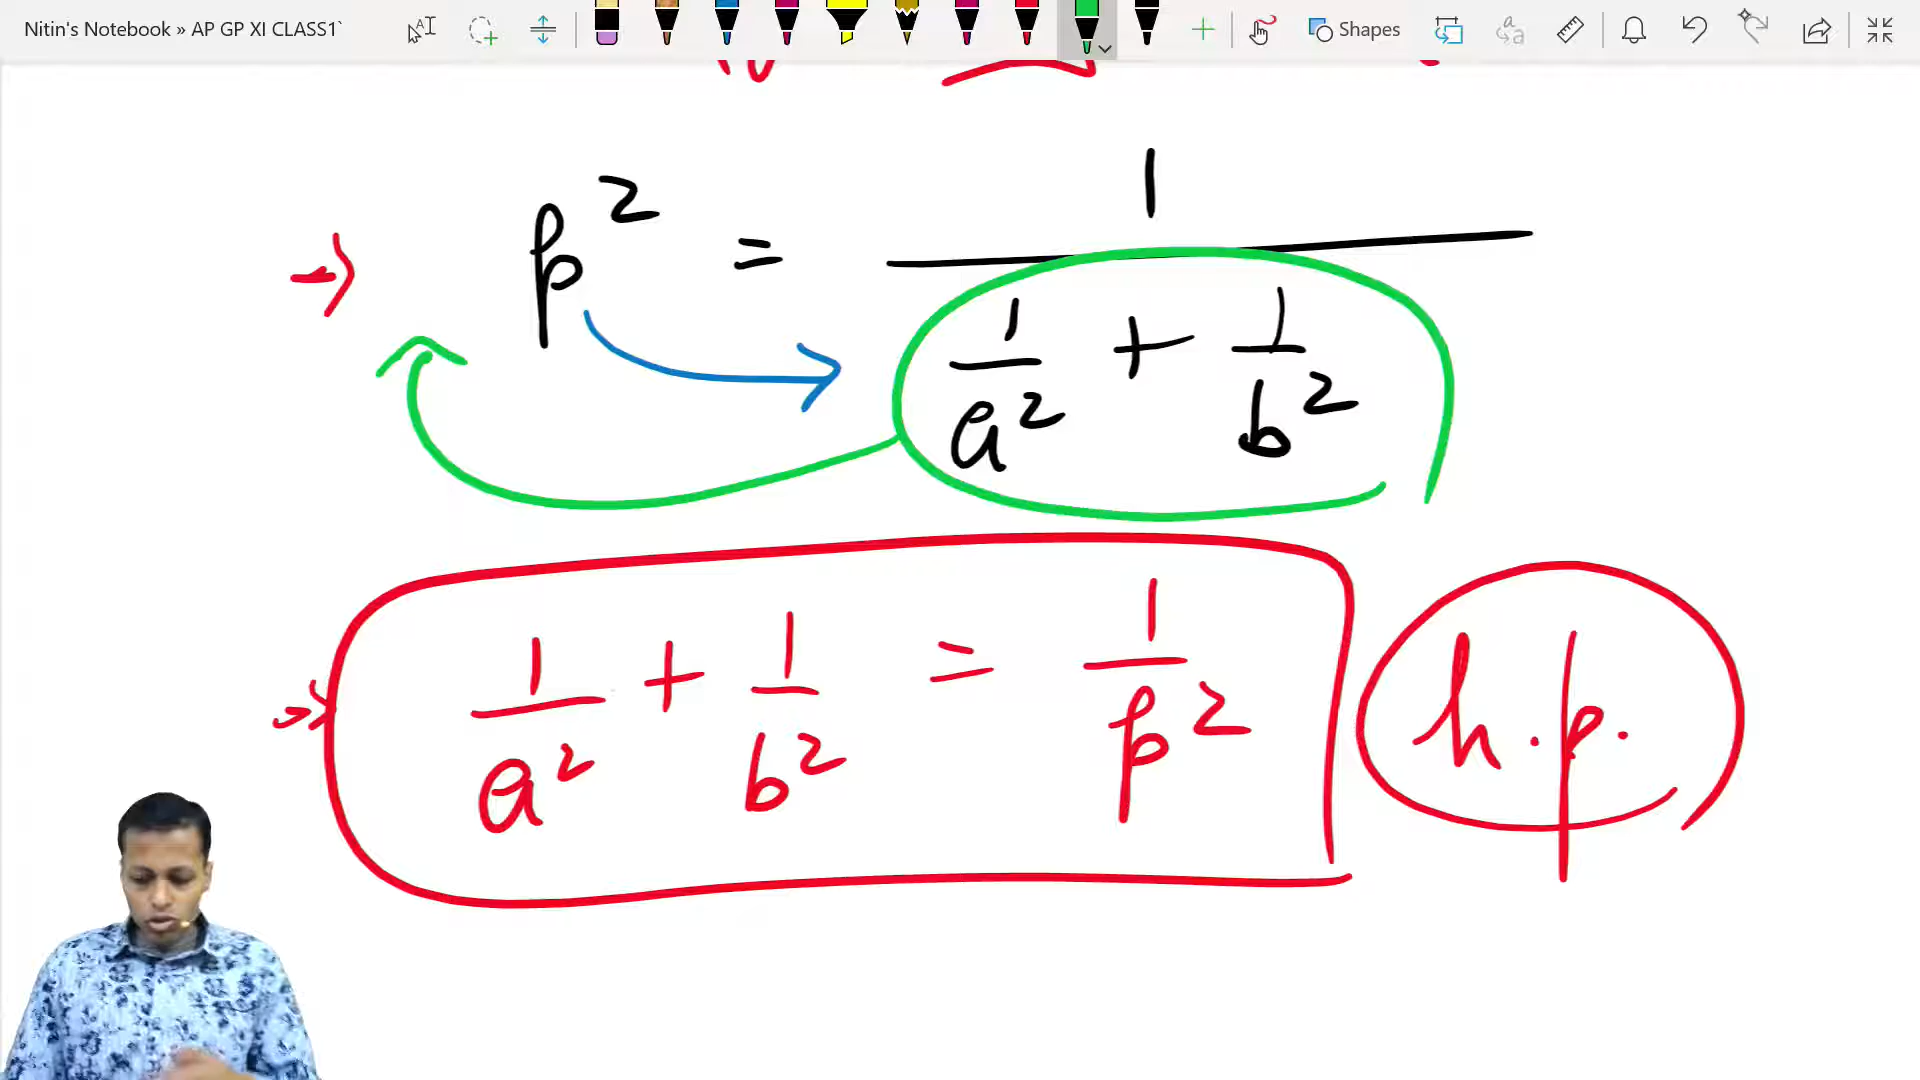 Nitin's Notebook » AP GP XI CLASS1`
Shapes
p² = 1 / (1/a² + 1/b²)
1/a² + 1/b² = 1/p²
h.p.